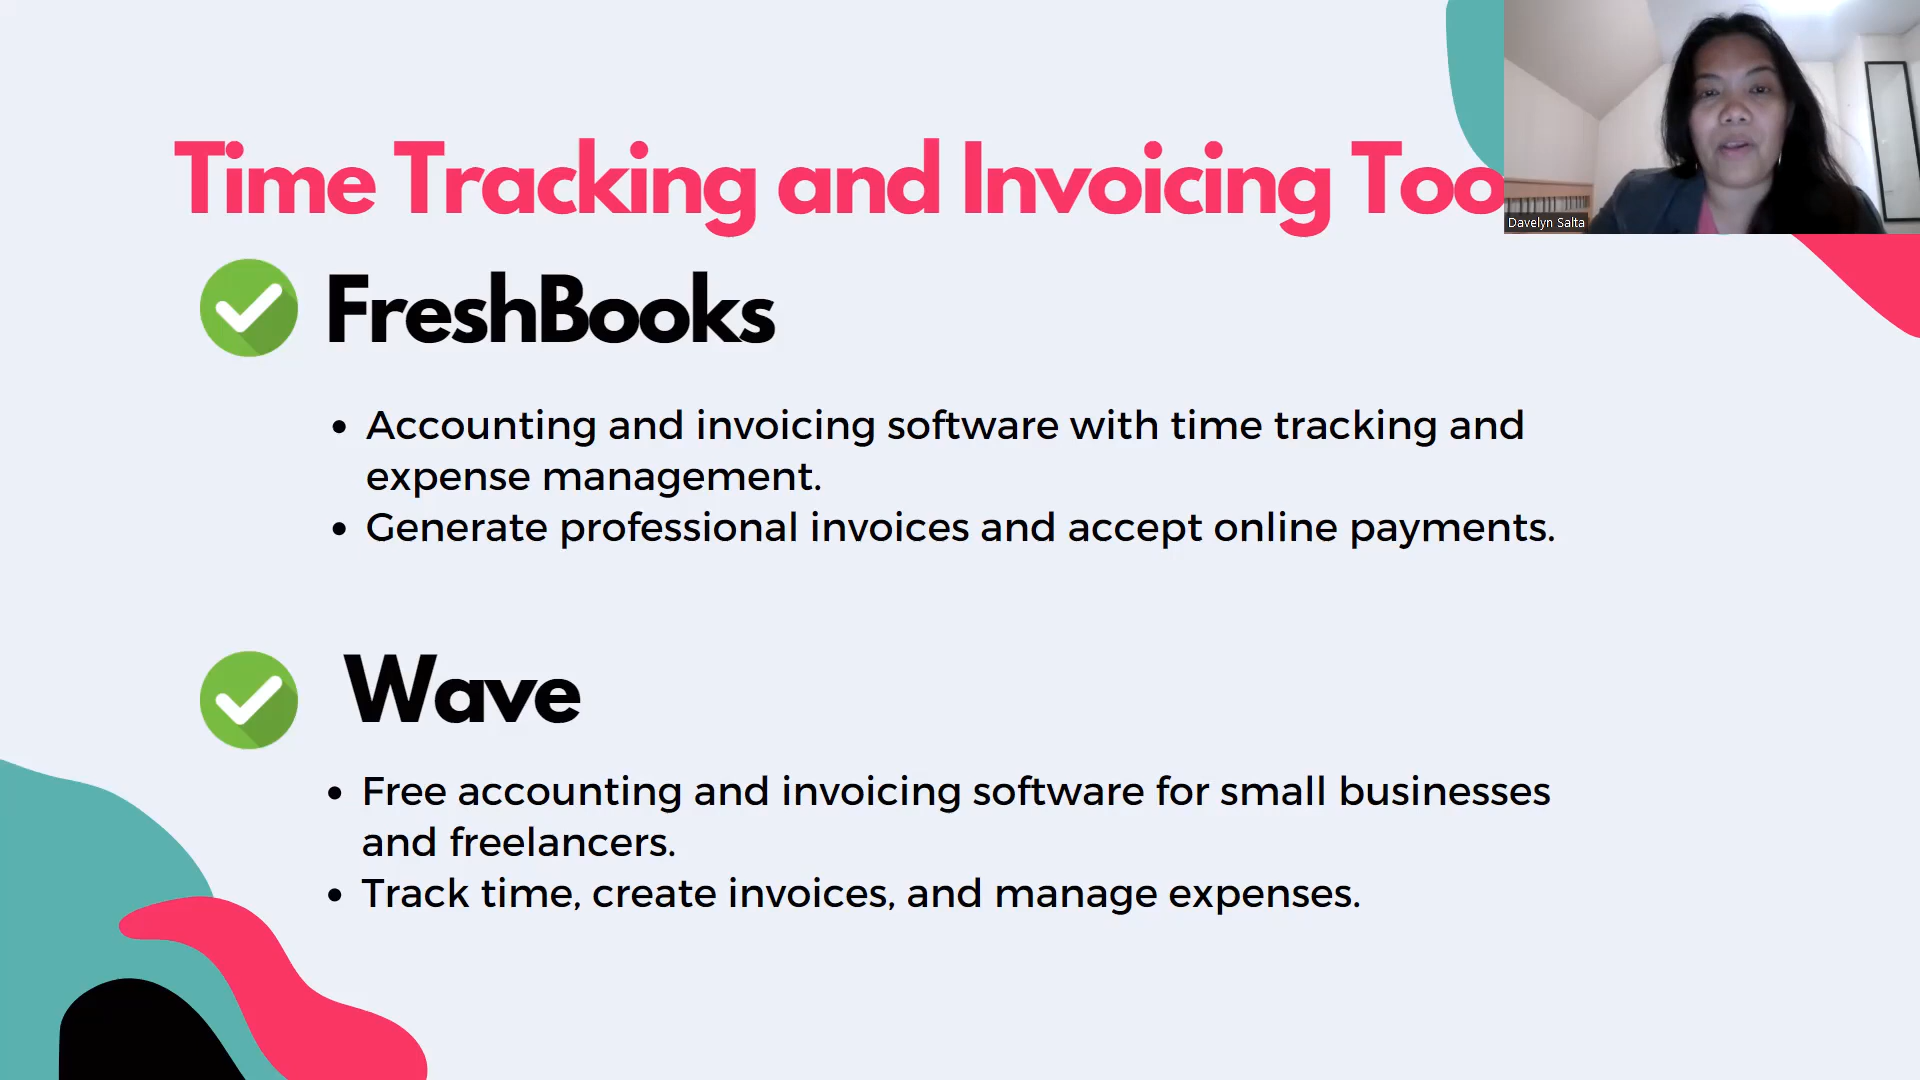 Time Tracking and Invoicing Too
Davelyn Salta
FreshBooks
• Accounting and invoicing software with time tracking and
expense management.
• Generate professional invoices and accept online payments.
Wave
• Free accounting and invoicing software for small businesses
and freelancers.
• Track time, create invoices, and manage expenses.